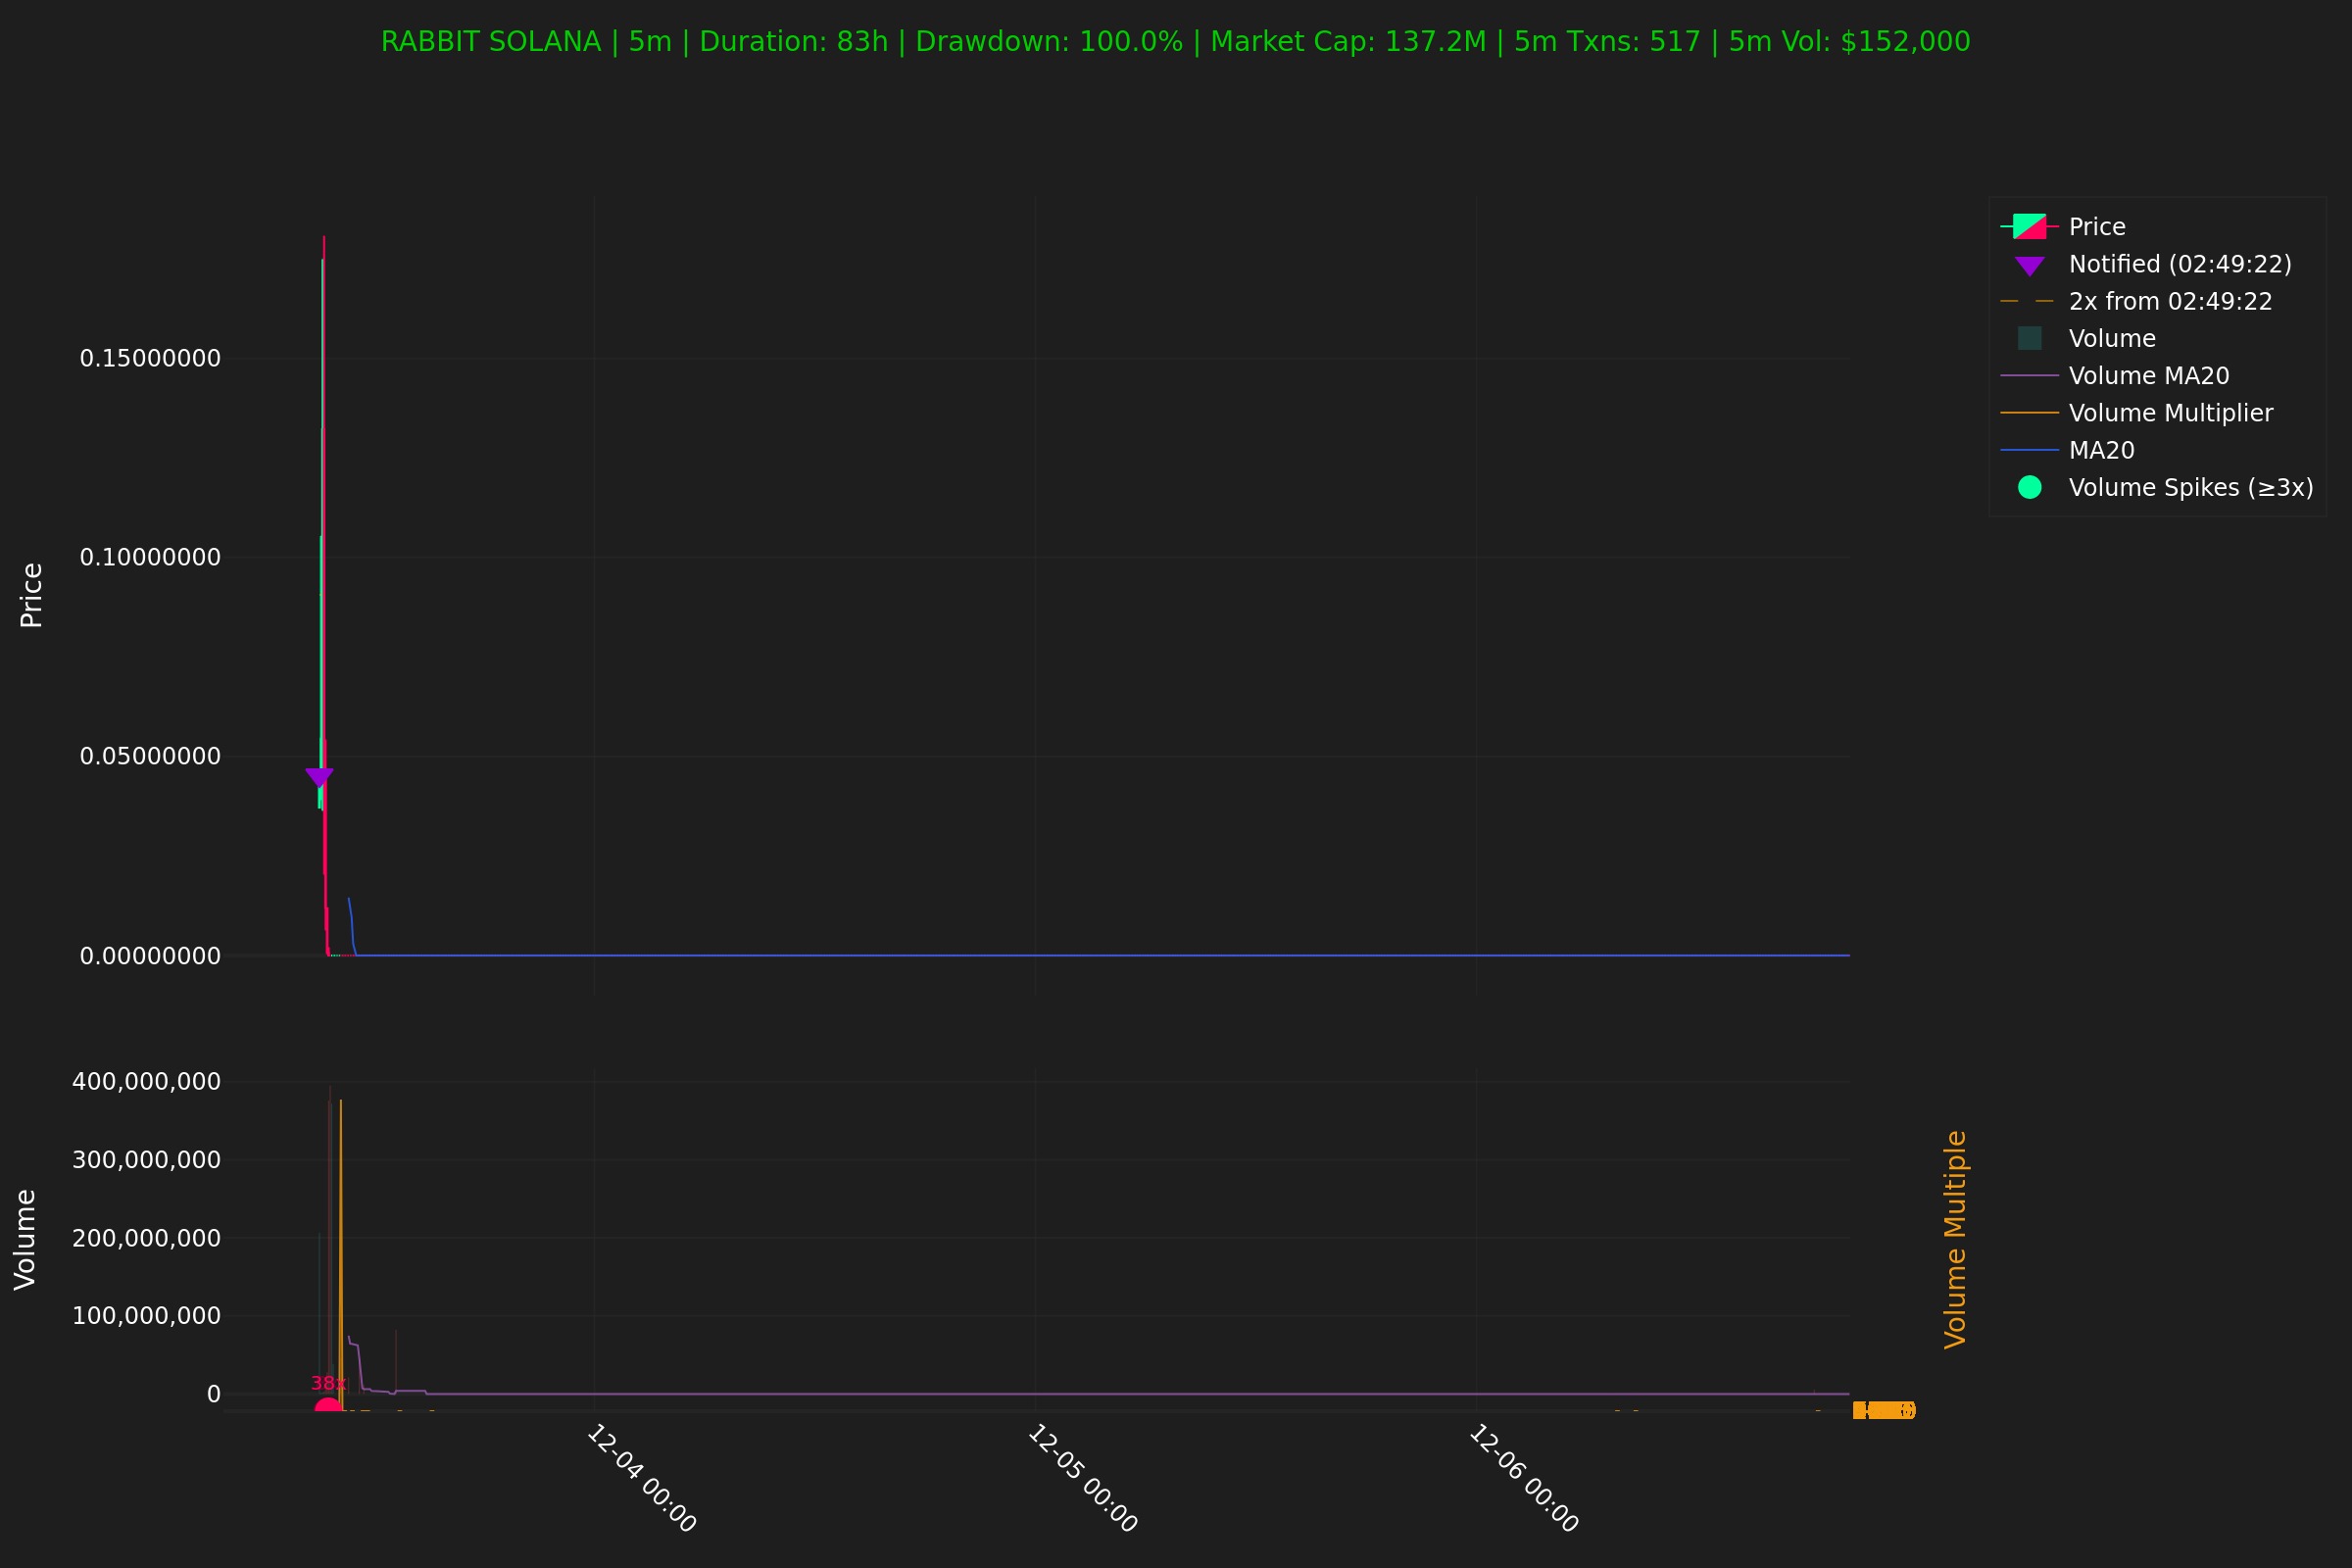 RABBIT SOLANA | 5m | Duration: 83h | Drawdown: 100.0% | Market Cap: 137.2M | 5m Txns: 517 | 5m Vol: $152,000
Price
Notified (02:49:22)
2x from 02:49:22
Volume
Volume MA20
Volume Multiplier
MA20
Volume Spikes (≥3x)
Price
0.15000000
0.10000000
0.05000000
0.00000000
Volume
400,000,000
300,000,000
200,000,000
100,000,000
0
38x
Volume Multiple
12-04 00:00
12-05 00:00
12-06 00:00